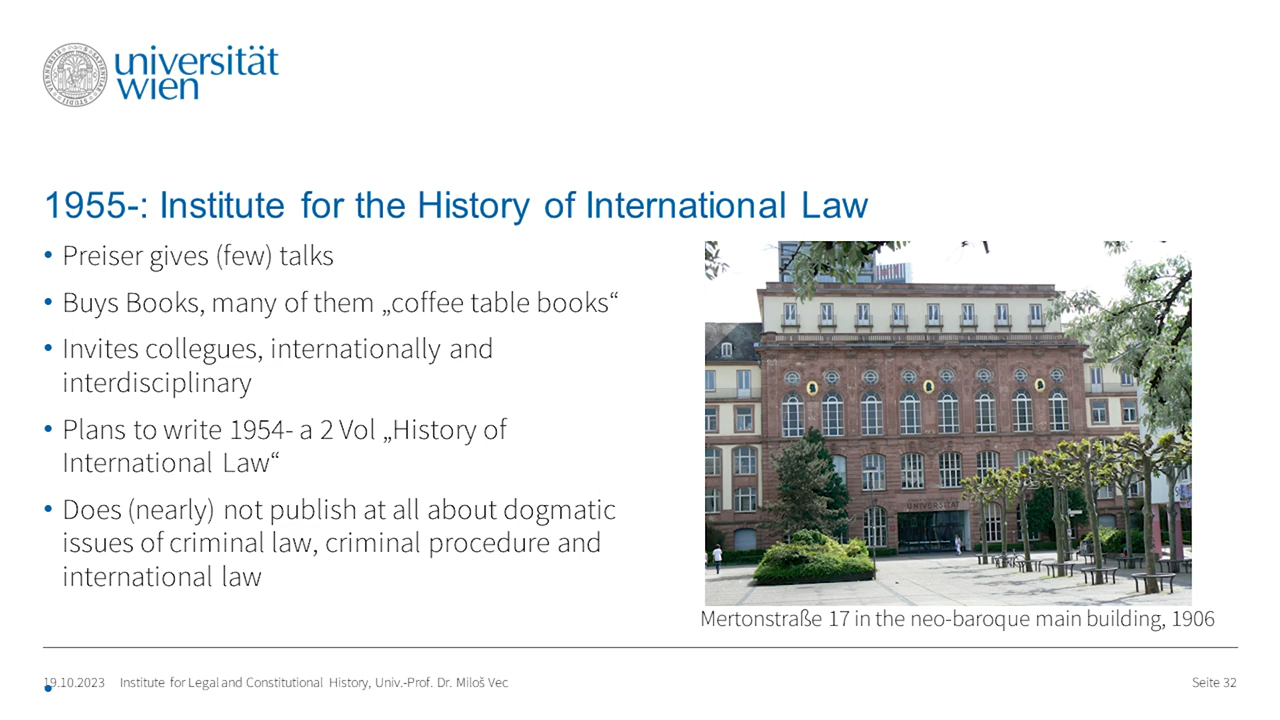 universität
wien
1955-: Institute for the History of International Law
• Preiser gives (few) talks
• Buys Books, many of them „coffee table books“
• Invites collegues, internationally and
interdisciplinary
• Plans to write 1954- a 2 Vol „History of
International Law“
• Does (nearly) not publish at all about dogmatic
issues of criminal law, criminal procedure and
international law
UNIVERSITÄT
Mertonstraße 17 in the neo-baroque main building, 1906
19.10.2023 Institute for Legal and Constitutional History, Univ.-Prof. Dr. Miloš Vec
Seite 32